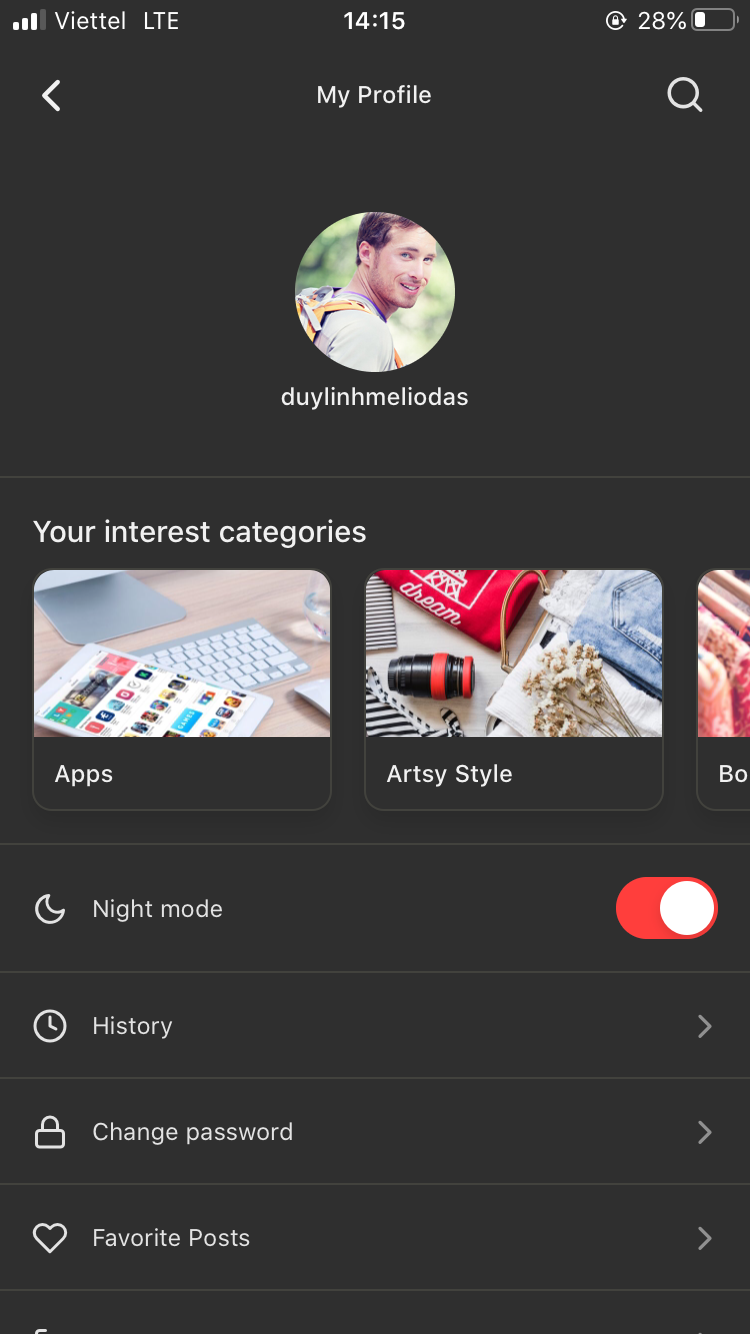 Viettel LTE 14:15 28%
My Profile
duylinhmeliodas
Your interest categories
dream
GAMES
Apps
Artsy Style
Bo
Night mode
History
Change password
Favorite Posts